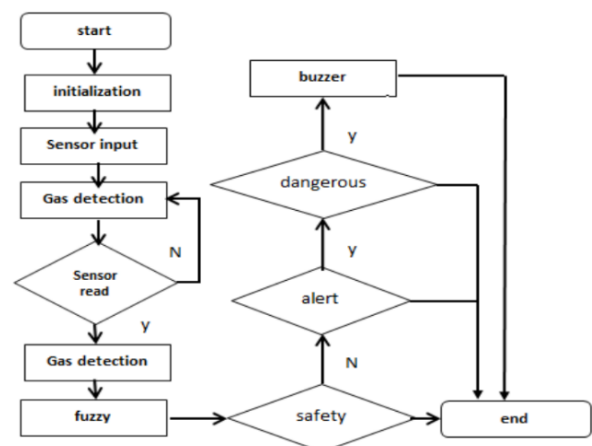 start
initialization
Sensor input
Gas detection
N
Sensor
read
y
Gas detection
fuzzy
buzzer
y
dangerous
y
alert
N
safety
end